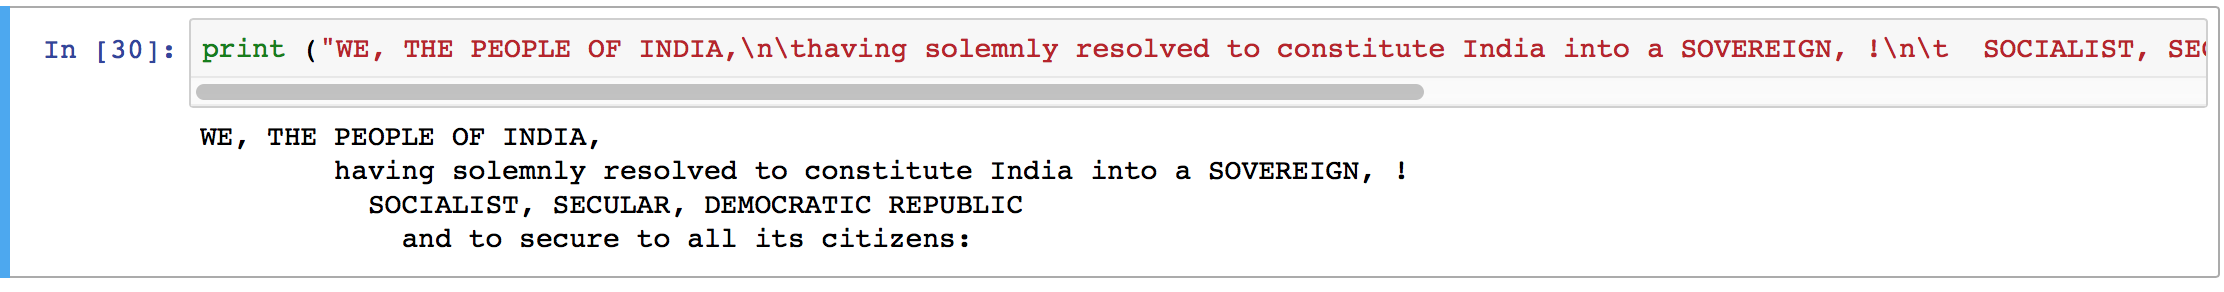 In [30]: print ("WE, THE PEOPLE OF INDIA,\n\thaving solemnly resolved to constitute India into a SOVEREIGN, !\n\t  SOCIALIST,
WE, THE PEOPLE OF INDIA,
        having solemnly resolved to constitute India into a SOVEREIGN, !
          SOCIALIST, SECULAR, DEMOCRATIC REPUBLIC
            and to secure to all its citizens: